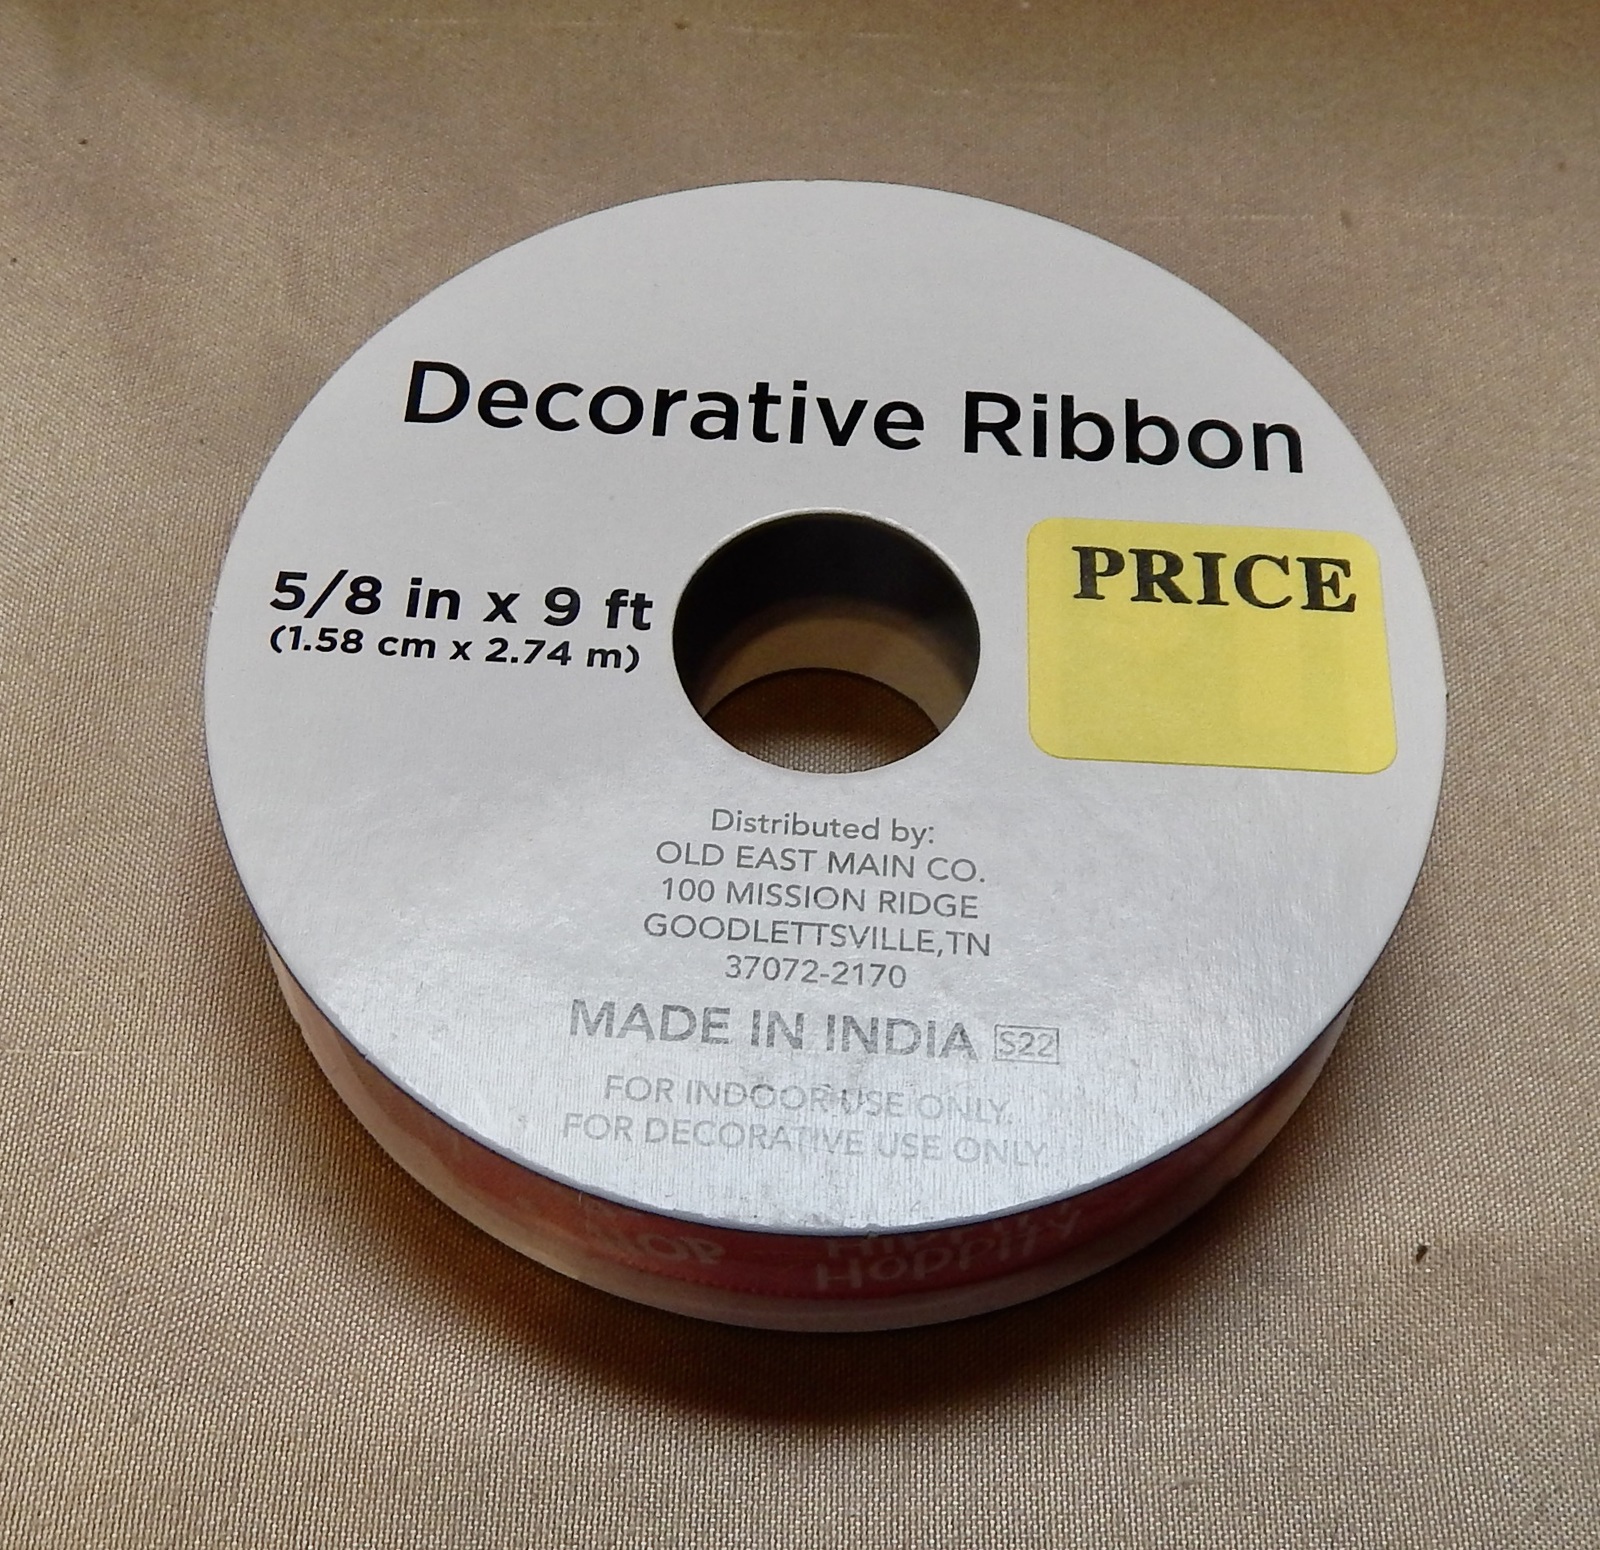 Decorative Ribbon
5/8 in x 9 ft
(1.58 cm x 2.74 m)
PRICE
Distributed by:
OLD EAST MAIN CO.
100 MISSION RIDGE
GOODLETTSVILLE,TN
37072-2170
MADE IN INDIA S22
FOR INDOOR USE ONLY.
FOR DECORATIVE USE ONLY.
Hoppity